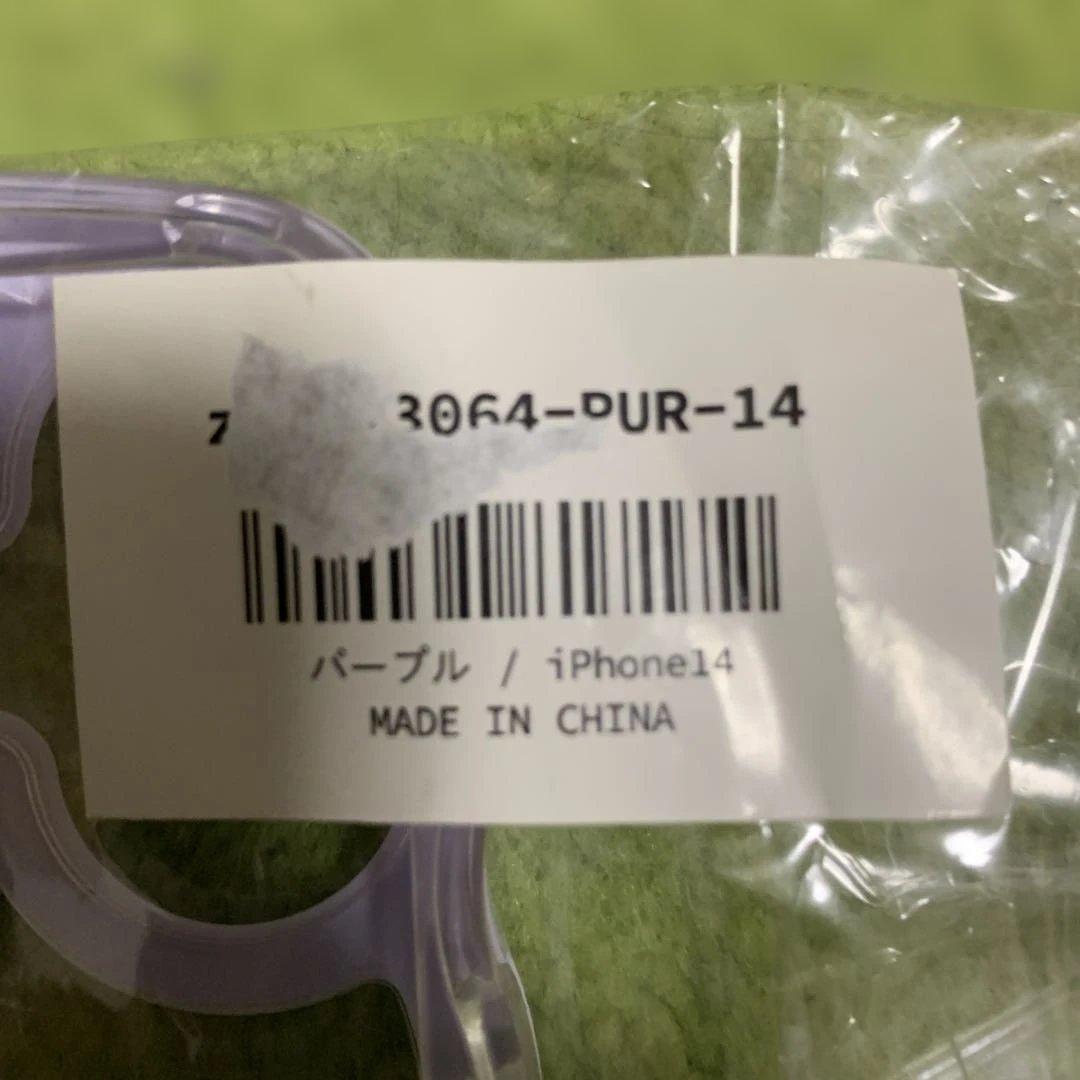 3064-PUR-14
パープル / iPhone14
MADE IN CHINA